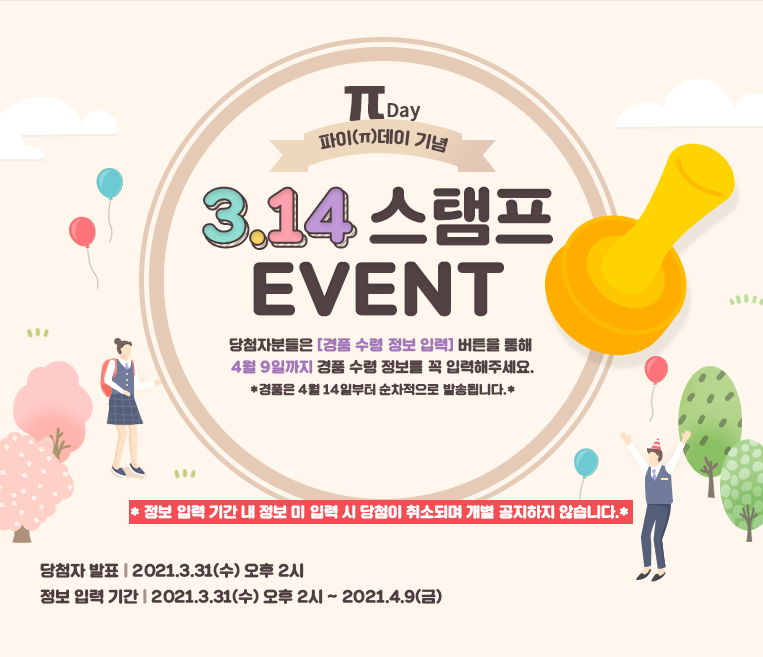 π Day
파이(π)데이 기념
3.14 스탬프
EVENT
당첨자분들은 [경품 수령 정보 입력] 버튼을 통해
4월 9일까지 경품 수령 정보를 꼭 입력해주세요.
*경품은 4월 14일부터 순차적으로 발송됩니다.*
* 정보 입력 기간 내 정보 미 입력 시 당첨이 취소되며 개별 공지하지 않습니다.*
당첨자 발표 | 2021.3.31(수) 오후 2시
정보 입력 기간 | 2021.3.31(수) 오후 2시 ~ 2021.4.9(금)